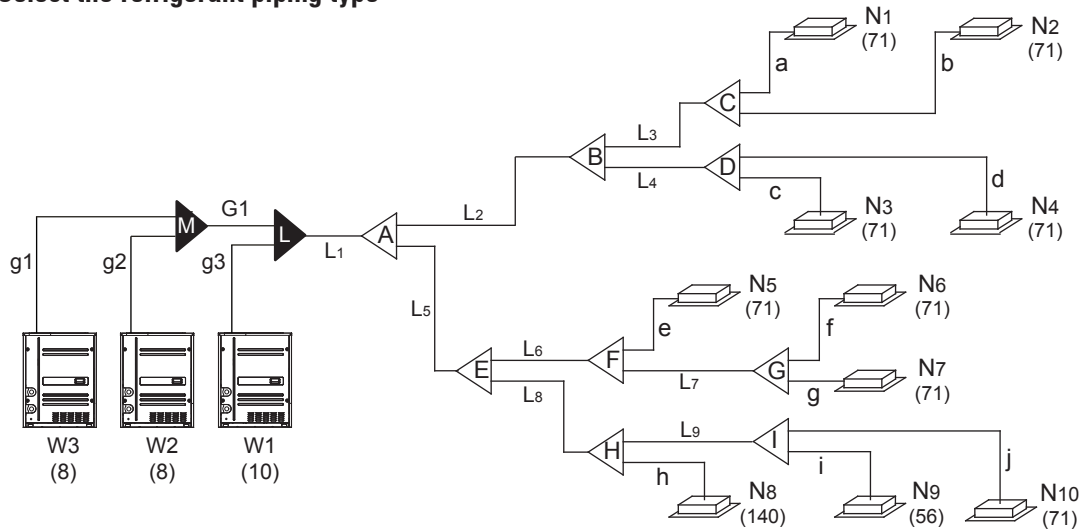 Select the refrigerant piping type
N1
(71)
N2
(71)
a
b
C
L3
B
L4
D
c
d
N3
(71)
N4
(71)
G1
M
L
L2
A
L1
g1
g2
g3
L5
N5
(71)
N6
(71)
e
f
L6
F
E
L7
G
g
N7
(71)
L8
L9
I
H
h
i
j
W3
(8)
W2
(8)
W1
(10)
N8
(140)
N9
(56)
N10
(71)